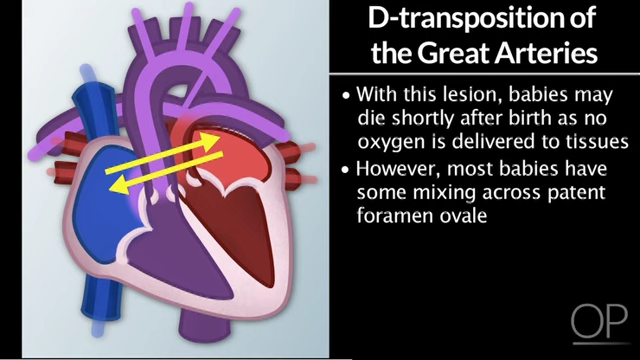 D-transposition of
the Great Arteries
• With this lesion, babies may
die shortly after birth as no
oxygen is delivered to tissues
• However, most babies have
some mixing across patent
foramen ovale
OP